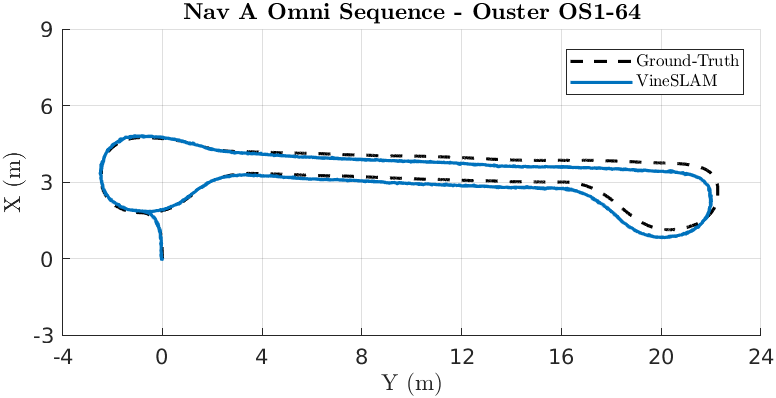 Nav A Omni Sequence - Ouster OS1-64
9
6
3
0
-3
X (m)
Ground-Truth
VineSLAM
-4 0 4 8 12 16 20 24
Y (m)